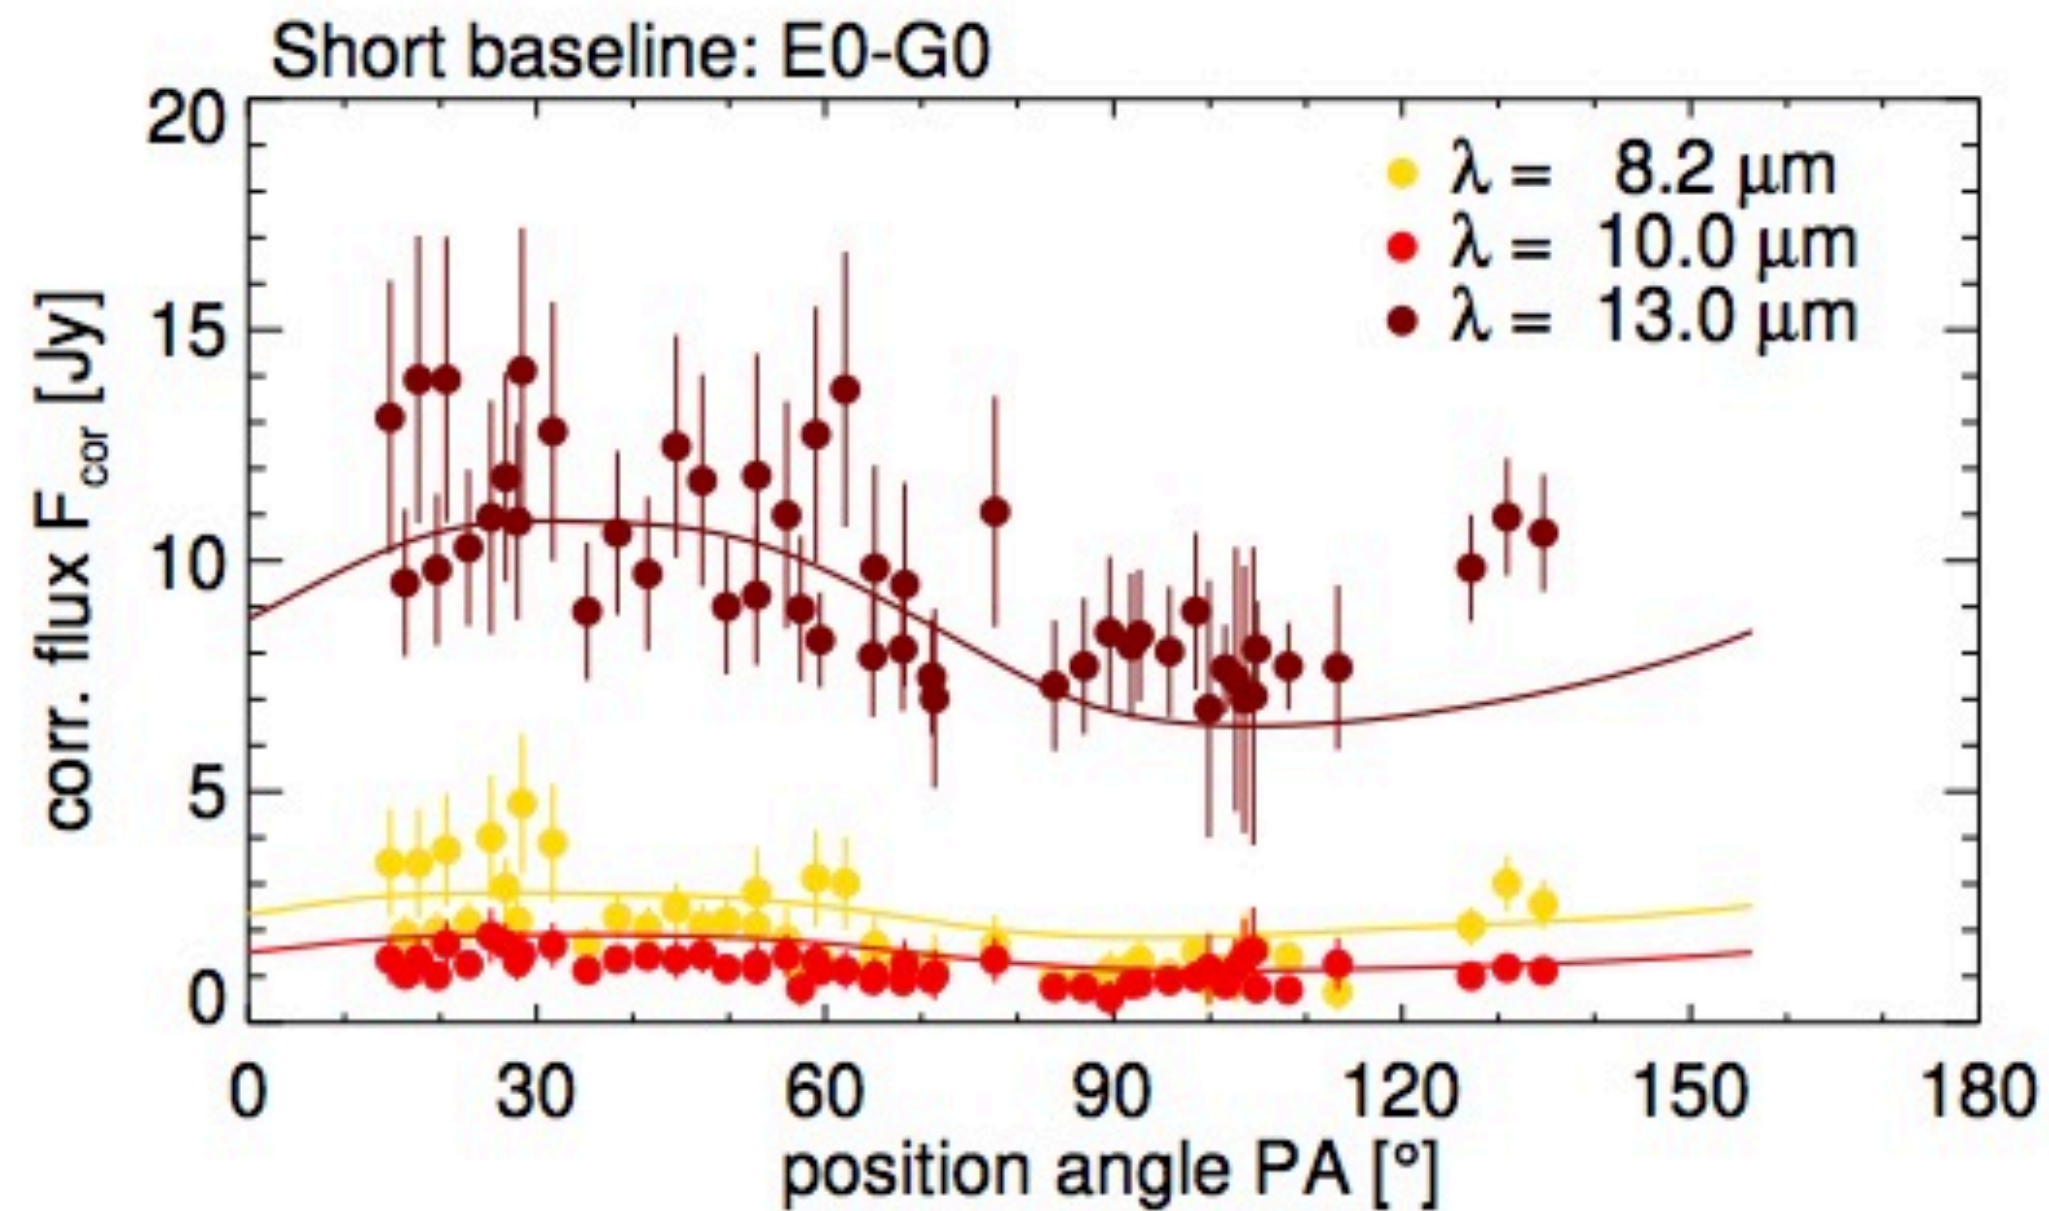 Short baseline: E0-G0
20
15
10
5
0
corr. flux F_cor [Jy]
λ = 8.2 μm
λ = 10.0 μm
λ = 13.0 μm
0 30 60 90 120 150 180
position angle PA [°]